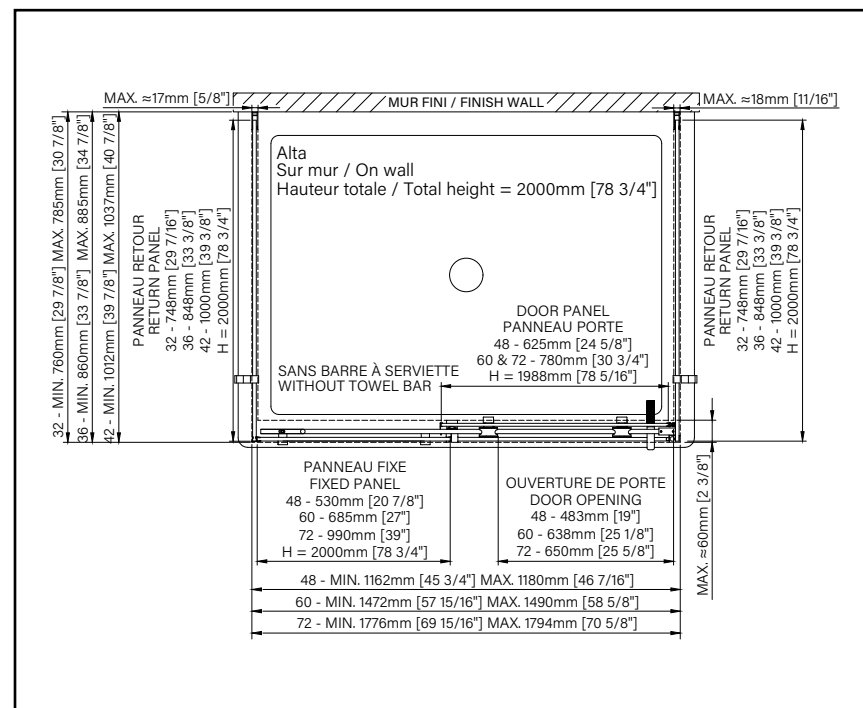 MAX. ≈17mm [5/8"]
MUR FINI / FINISH WALL
MAX. ≈18mm [11/16"]
32 - MIN. 760mm [29 7/8"] MAX. 785mm [30 7/8"]
36 - MIN. 860mm [33 7/8"] MAX. 885mm [34 7/8"]
42 - MIN. 1012mm [39 7/8"] MAX. 1037mm [40 7/8"]
PANNEAU RETOUR
RETURN PANEL
32 - 748mm [29 7/16"]
36 - 848mm [33 3/8"]
42 - 1000mm [39 3/8"]
H = 2000mm [78 3/4"]
Alta
Sur mur / On wall
Hauteur totale / Total height = 2000mm [78 3/4"]
DOOR PANEL
PANNEAU PORTE
48 - 625mm [24 5/8"]
60 & 72 - 780mm [30 3/4"]
H = 1988mm [78 5/16"]
SANS BARRE À SERVIETTE
WITHOUT TOWEL BAR
PANNEAU RETOUR
RETURN PANEL
32 - 748mm [29 7/16"]
36 - 848mm [33 3/8"]
42 - 1000mm [39 3/8"]
H = 2000mm [78 3/4"]
PANNEAU FIXE
FIXED PANEL
48 - 530mm [20 7/8"]
60 - 685mm [27"]
72 - 990mm [39"]
H = 2000mm [78 3/4"]
OUVERTURE DE PORTE
DOOR OPENING
48 - 483mm [19"]
60 - 638mm [25 1/8"]
72 - 650mm [25 5/8"]
MAX. ≈60mm [2 3/8"]
48 - MIN. 1162mm [45 3/4"] MAX. 1180mm [46 7/16"]
60 - MIN. 1472mm [57 15/16"] MAX. 1490mm [58 5/8"]
72 - MIN. 1776mm [69 15/16"] MAX. 1794mm [70 5/8"]